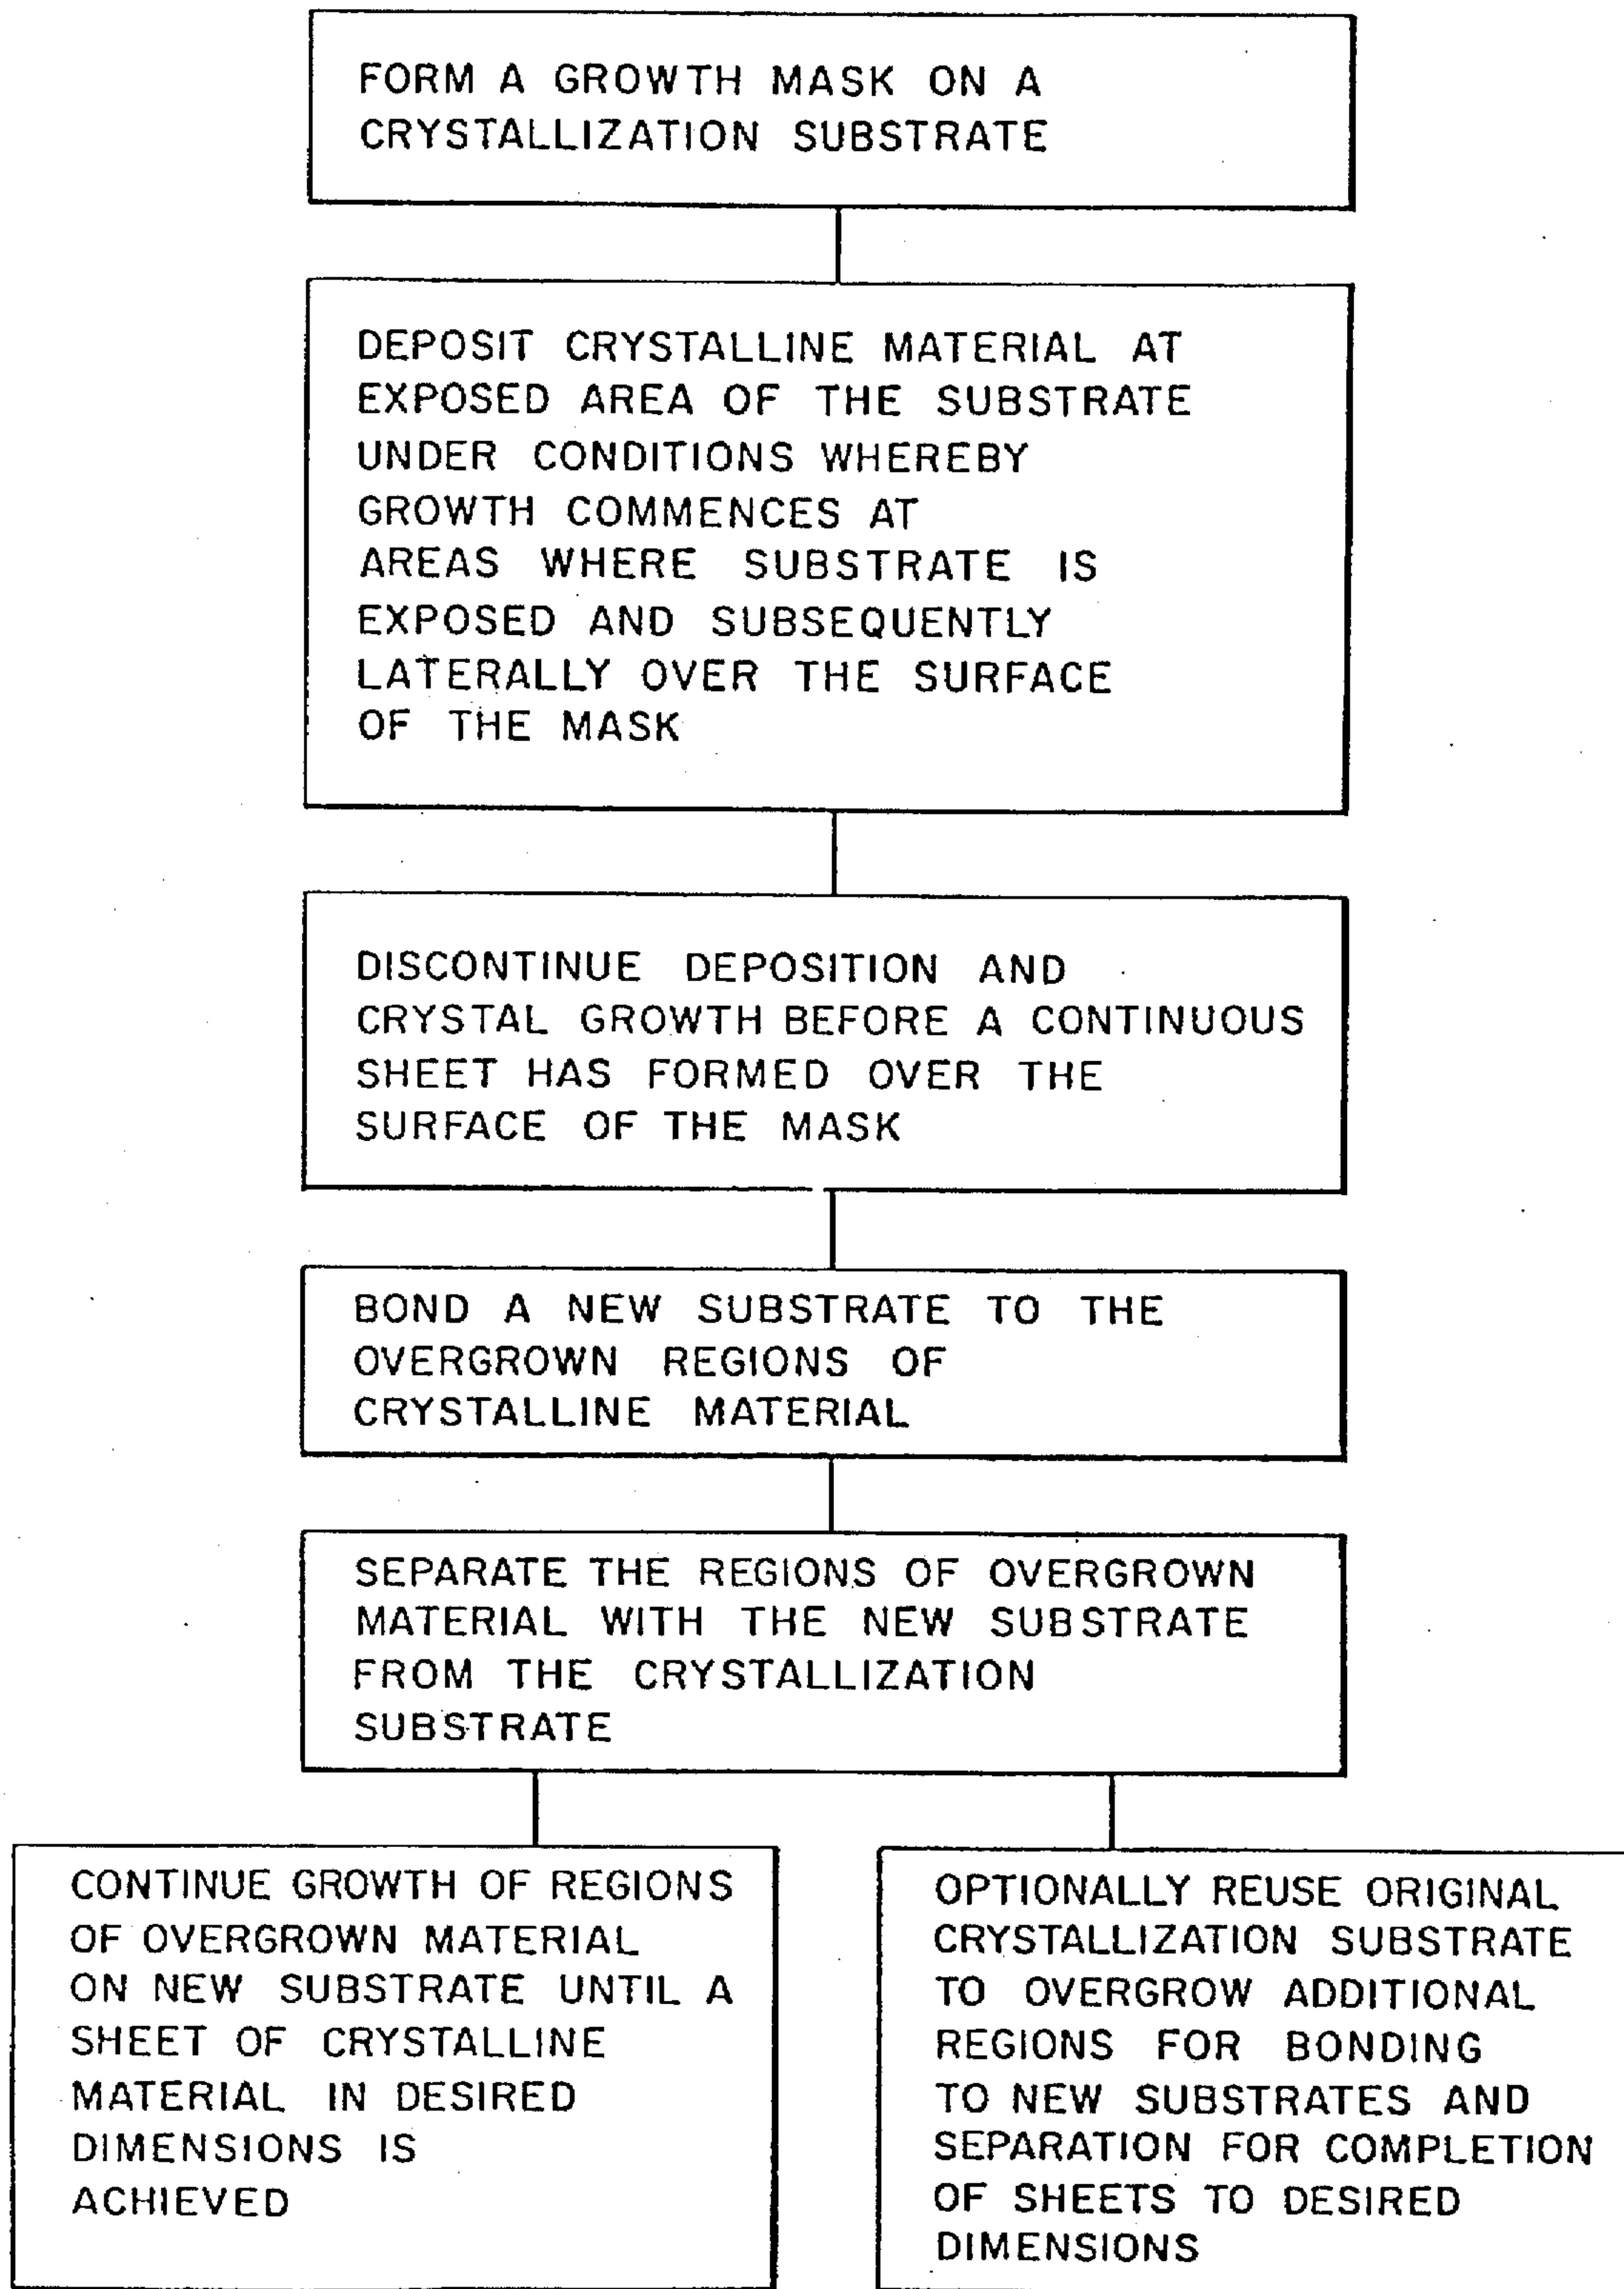 FORM A GROWTH MASK ON A
CRYSTALLIZATION SUBSTRATE
DEPOSIT CRYSTALLINE MATERIAL AT
EXPOSED AREA OF THE SUBSTRATE
UNDER CONDITIONS WHEREBY
GROWTH COMMENCES AT
AREAS WHERE SUBSTRATE IS
EXPOSED AND SUBSEQUENTLY
LATERALLY OVER THE SURFACE
OF THE MASK
DISCONTINUE DEPOSITION AND
CRYSTAL GROWTH BEFORE A CONTINUOUS
SHEET HAS FORMED OVER THE
SURFACE OF THE MASK
BOND A NEW SUBSTRATE TO THE
OVERGROWN REGIONS OF
CRYSTALLINE MATERIAL
SEPARATE THE REGIONS OF OVERGROWN
MATERIAL WITH THE NEW SUBSTRATE
FROM THE CRYSTALLIZATION
SUBSTRATE
CONTINUE GROWTH OF REGIONS
OF OVERGROWN MATERIAL
ON NEW SUBSTRATE UNTIL A
SHEET OF CRYSTALLINE
MATERIAL IN DESIRED
DIMENSIONS IS
ACHIEVED
OPTIONALLY REUSE ORIGINAL
CRYSTALLIZATION SUBSTRATE
TO OVERGROW ADDITIONAL
REGIONS FOR BONDING
TO NEW SUBSTRATES AND
SEPARATION FOR COMPLETION
OF SHEETS TO DESIRED
DIMENSIONS